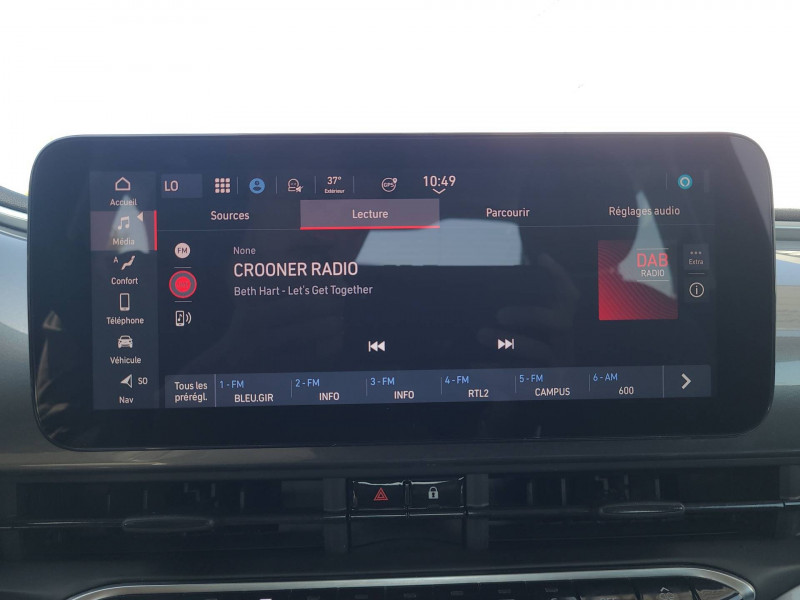 LO
37°
Extérieur
GPS
10:49
Accueil
Média
A
Confort
Téléphone
Véhicule
SO
Nav
Sources
Lecture
Parcourir
Réglages audio
FM
None
CROONER RADIO
Beth Hart - Let's Get Together
DAB
RADIO
Extra
Tous les
prérégl.
1 - FM
BLEU.GIR
2 - FM
INFO
3 - FM
INFO
4 - FM
RTL2
5 - FM
CAMPUS
6 - AM
600